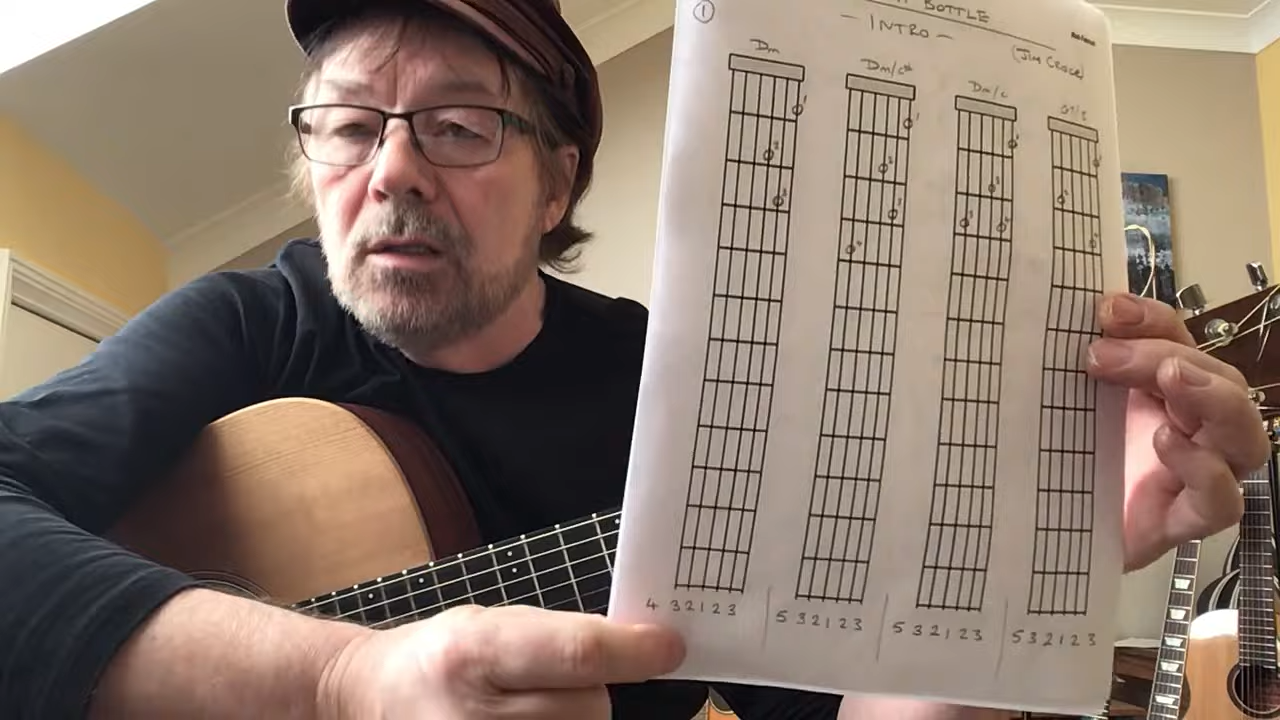 1
BOTTLE
- INTRO -
(JIM CROCE)
Dm
Dm/C#
Dm/C
4 3 2 1 2 3
5 3 2 1 2 3
5 3 2 1 2 3
5 3 2 1 2 3